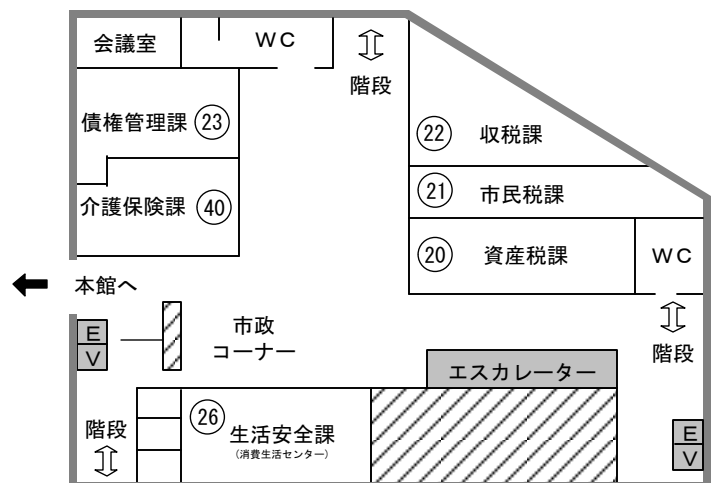 会議室
WC
階段
債権管理課 23
22 収税課
21 市民税課
介護保険課 40
20 資産税課
WC
本館へ
EV
市政
コーナー
階段
エスカレーター
階段
26 生活安全課
(消費生活センター)
EV